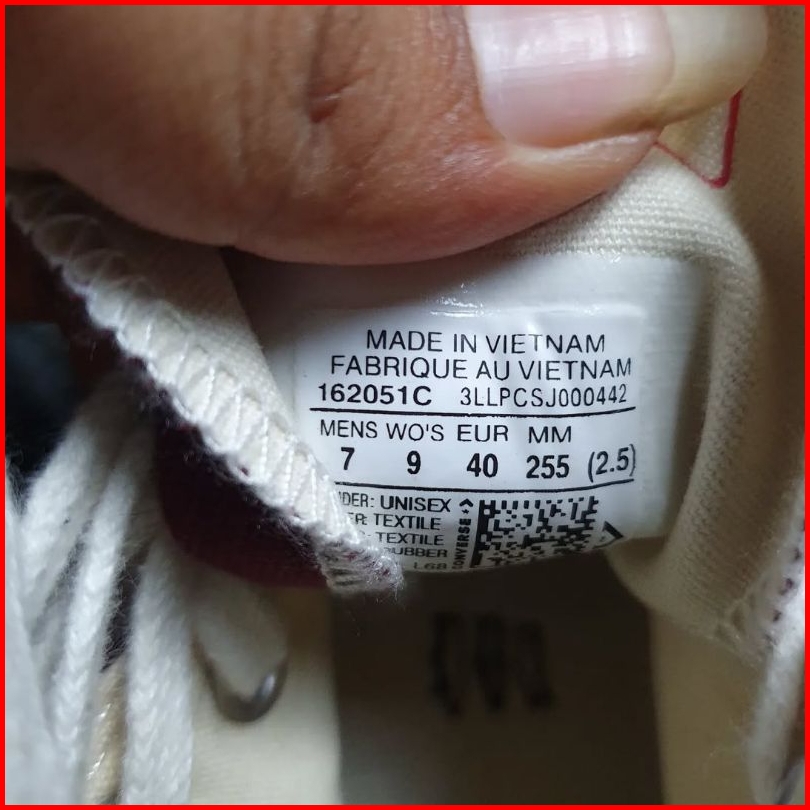 MADE IN VIETNAM
FABRIQUE AU VIETNAM
162051C 3LLPCSJ000442
MENS WO'S EUR MM
7 9 40 255 (2.5)
UNISEX
TEXTILE
TEXTILE
L68
CONVERSE